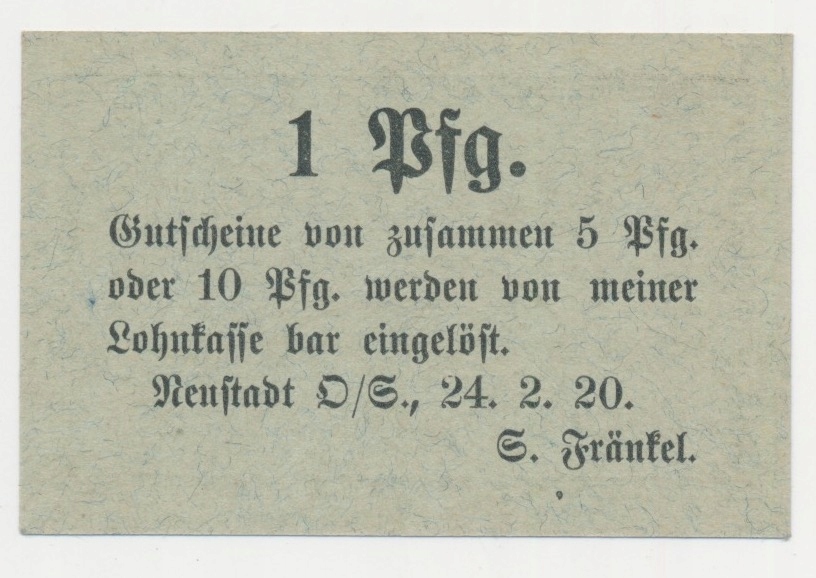 1 Pfg.
Gutscheine von zusammen 5 Pfg.
oder 10 Pfg. werden von meiner
Lohnkasse bar eingelöst.
Neustadt O/S., 24. 2. 20.
S. Fränkel.